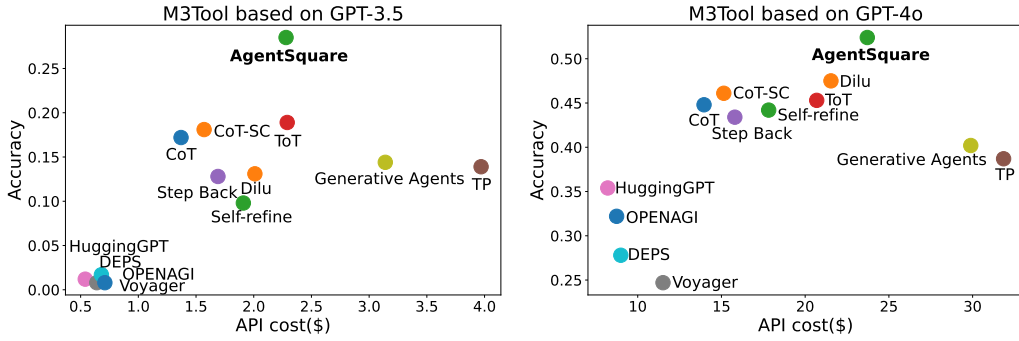 M3Tool based on GPT-3.5
AgentSquare
CoT-SC
CoT
ToT
Step Back
Dilu
Self-refine
Generative Agents
TP
HuggingGPT
DEPS
OPENAGI
Voyager
Accuracy
0.25
0.20
0.15
0.10
0.05
0.00
0.5 1.0 1.5 2.0 2.5 3.0 3.5 4.0
API cost($)
M3Tool based on GPT-4o
AgentSquare
Dilu
CoT-SC
ToT
CoT
Self-refine
Step Back
Generative Agents
TP
HuggingGPT
OPENAGI
DEPS
Voyager
Accuracy
0.50
0.45
0.40
0.35
0.30
0.25
10 15 20 25 30
API cost($)